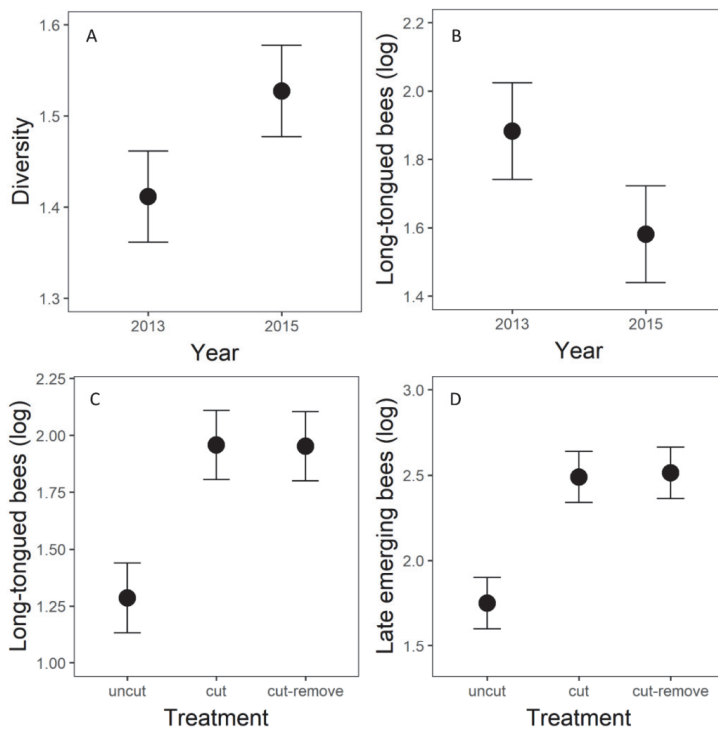 A
Diversity
1.6
1.5
1.4
1.3
2013 2015
Year
B
Long-tongued bees (log)
2.2
2.0
1.8
1.6
1.4
2013 2015
Year
C
Long-tongued bees (log)
2.25
2.00
1.75
1.50
1.25
1.00
uncut cut cut-remove
Treatment
D
Late emerging bees (log)
3.0
2.5
2.0
1.5
uncut cut cut-remove
Treatment